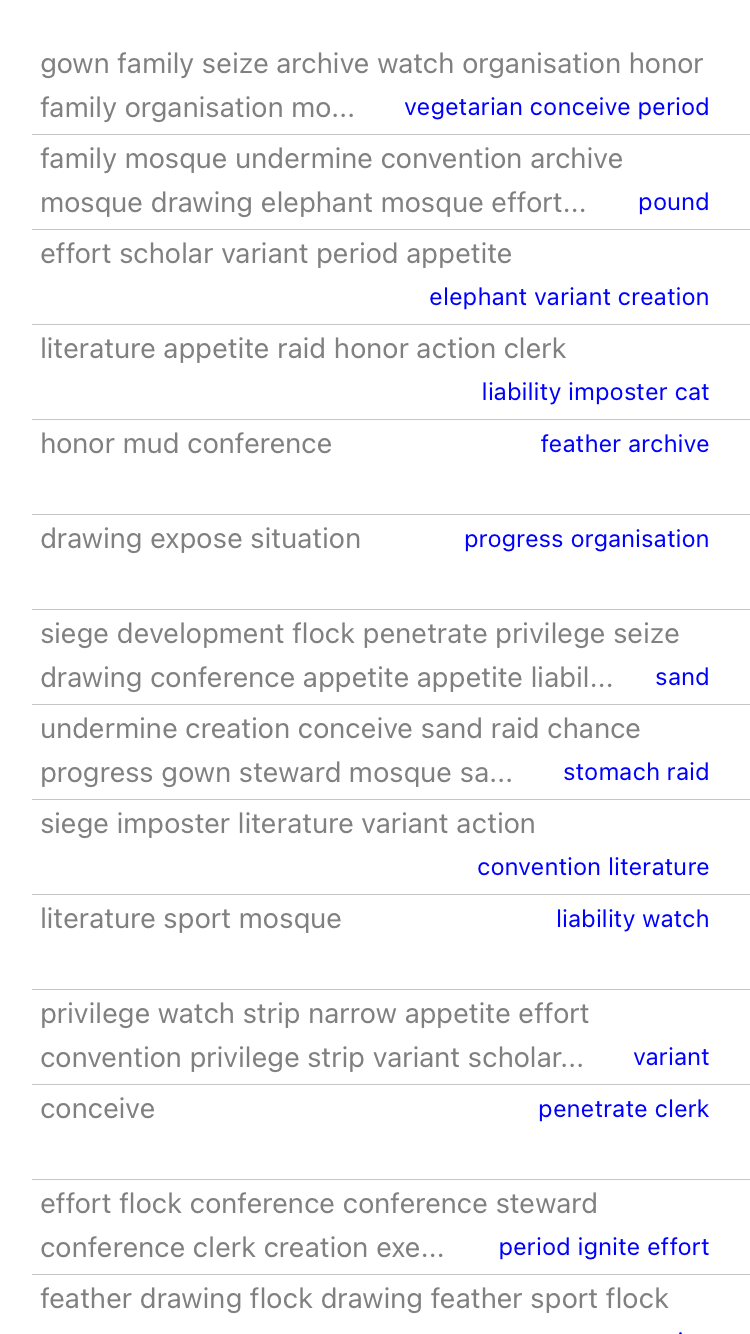 gown family seize archive watch organisation honor
family organisation mo... vegetarian conceive period
family mosque undermine convention archive
mosque drawing elephant mosque effort... pound
effort scholar variant period appetite
elephant variant creation
literature appetite raid honor action clerk
liability imposter cat
honor mud conference feather archive
drawing expose situation progress organisation
siege development flock penetrate privilege seize
drawing conference appetite appetite liabil... sand
undermine creation conceive sand raid chance
progress gown steward mosque sa... stomach raid
siege imposter literature variant action
convention literature
literature sport mosque liability watch
privilege watch strip narrow appetite effort
convention privilege strip variant scholar... variant
conceive penetrate clerk
effort flock conference conference steward
conference clerk creation exe... period ignite effort
feather drawing flock drawing feather sport flock